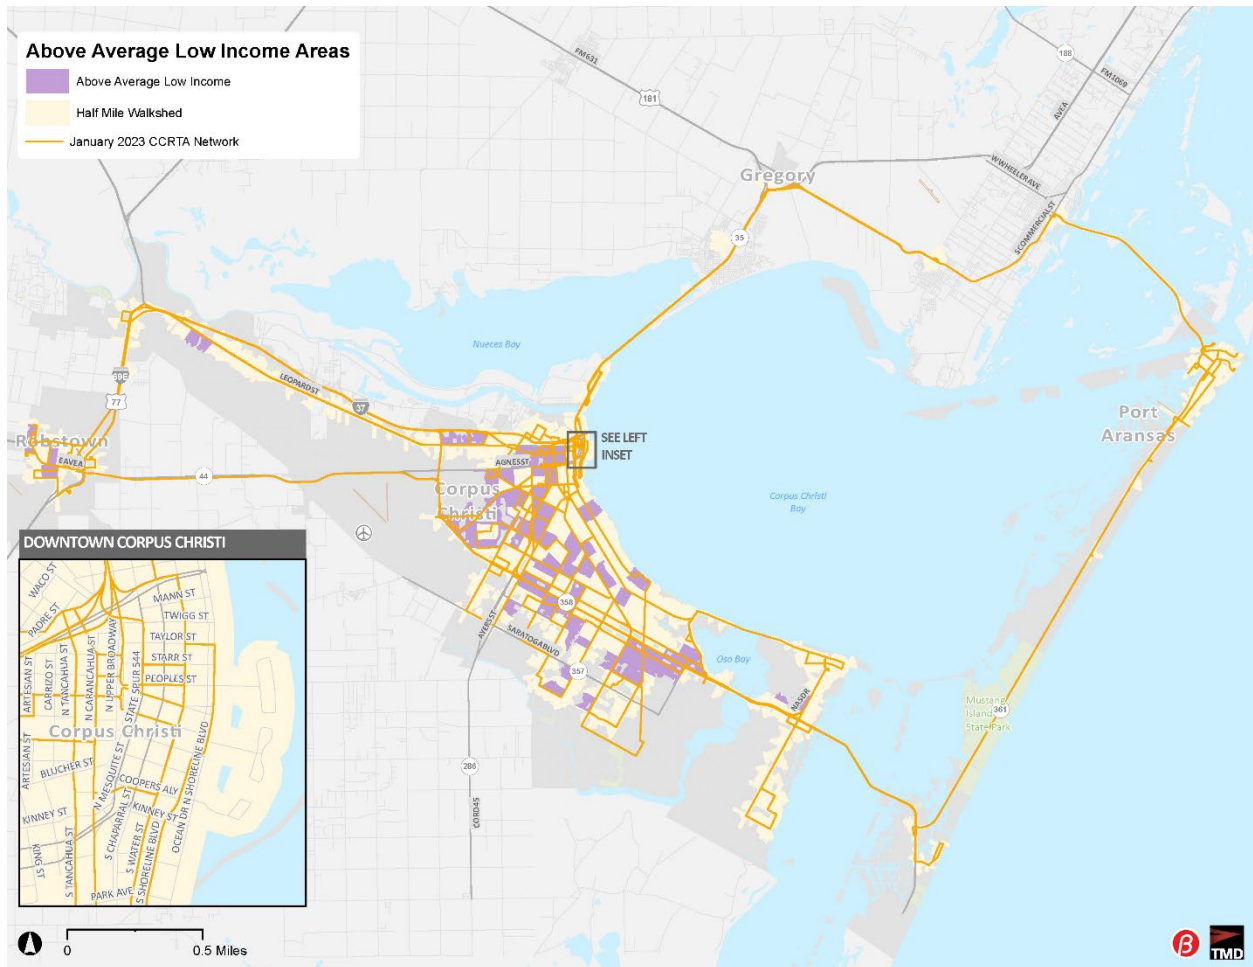 Above Average Low Income Areas
Above Average Low Income
Half Mile Walkshed
January 2023 CCRTA Network
188
FM631
FM1069
181
AVEA
WWHEELERAVE
Gregory
SCOMMERCIALST
35
Nueces Bay
69E
LEOPARDST
77
37
Port
Aransas
Robstown
SEE LEFT
INSET
EAVEA
AGNESST
44
Corpus
Christi
Corpus Christi
Bay
358
AYERSST
SARATOGABLVD
Oso Bay
357
NASDR
Mustang
Island
State Park
361
286
CORD45
DOWNTOWN CORPUS CHRISTI
WACO ST
MANN ST
PADRE ST
TWIGG ST
TAYLOR ST
STARR ST
PEOPLES ST
ARTESIAN ST
CARRIZO ST
N TANCAHUA ST
N CARANCAHUA ST
N UPPER BROADWAY
STATE SPUR 544
Corpus Christi
ARTESIAN ST
BLUCHER ST
N MESQUITE ST
COOPERS ALY
KINNEY ST
KINNEY ST
OCEAN DR N SHORELINE BLVD
KING ST
S TANCAHUA ST
S CHAPARRAL ST
S WATER ST
S SHORELINE BLVD
PARK AVE
0
0.5 Miles
β
TMD